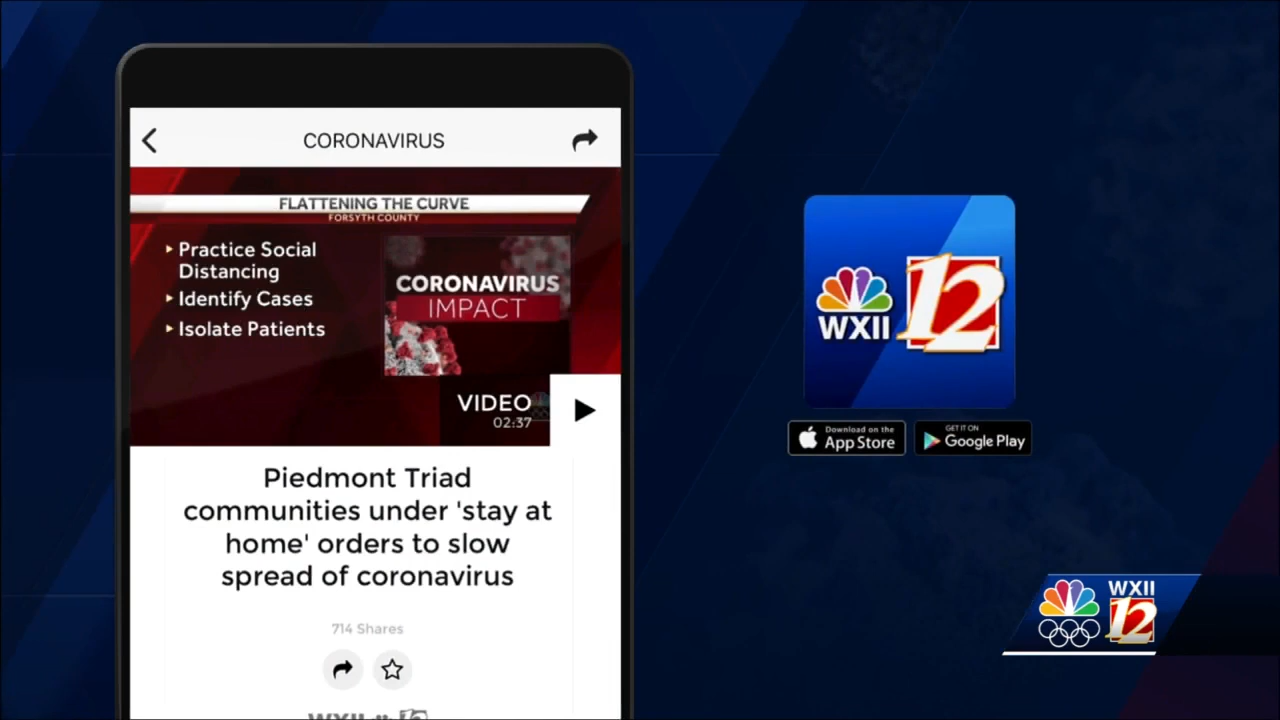 CORONAVIRUS
FLATTENING THE CURVE
FORSYTH COUNTY
Practice Social
Distancing
Identify Cases
Isolate Patients
CORONAVIRUS
IMPACT
VIDEO
02:37
Piedmont Triad
communities under 'stay at
home' orders to slow
spread of coronavirus
714 Shares
WXII 12
WXII 12
Download on the
App Store
GET IT ON
Google Play
WXII
12